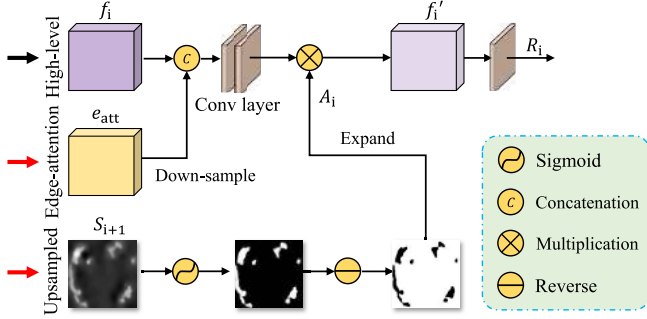 High-level
f_i
C
Conv layer
f_i'
R_i
A_i
Edge-attention
e_att
Down-sample
Expand
Upsampled
S_{i+1}
Sigmoid
C Concatenation
Multiplication
Reverse